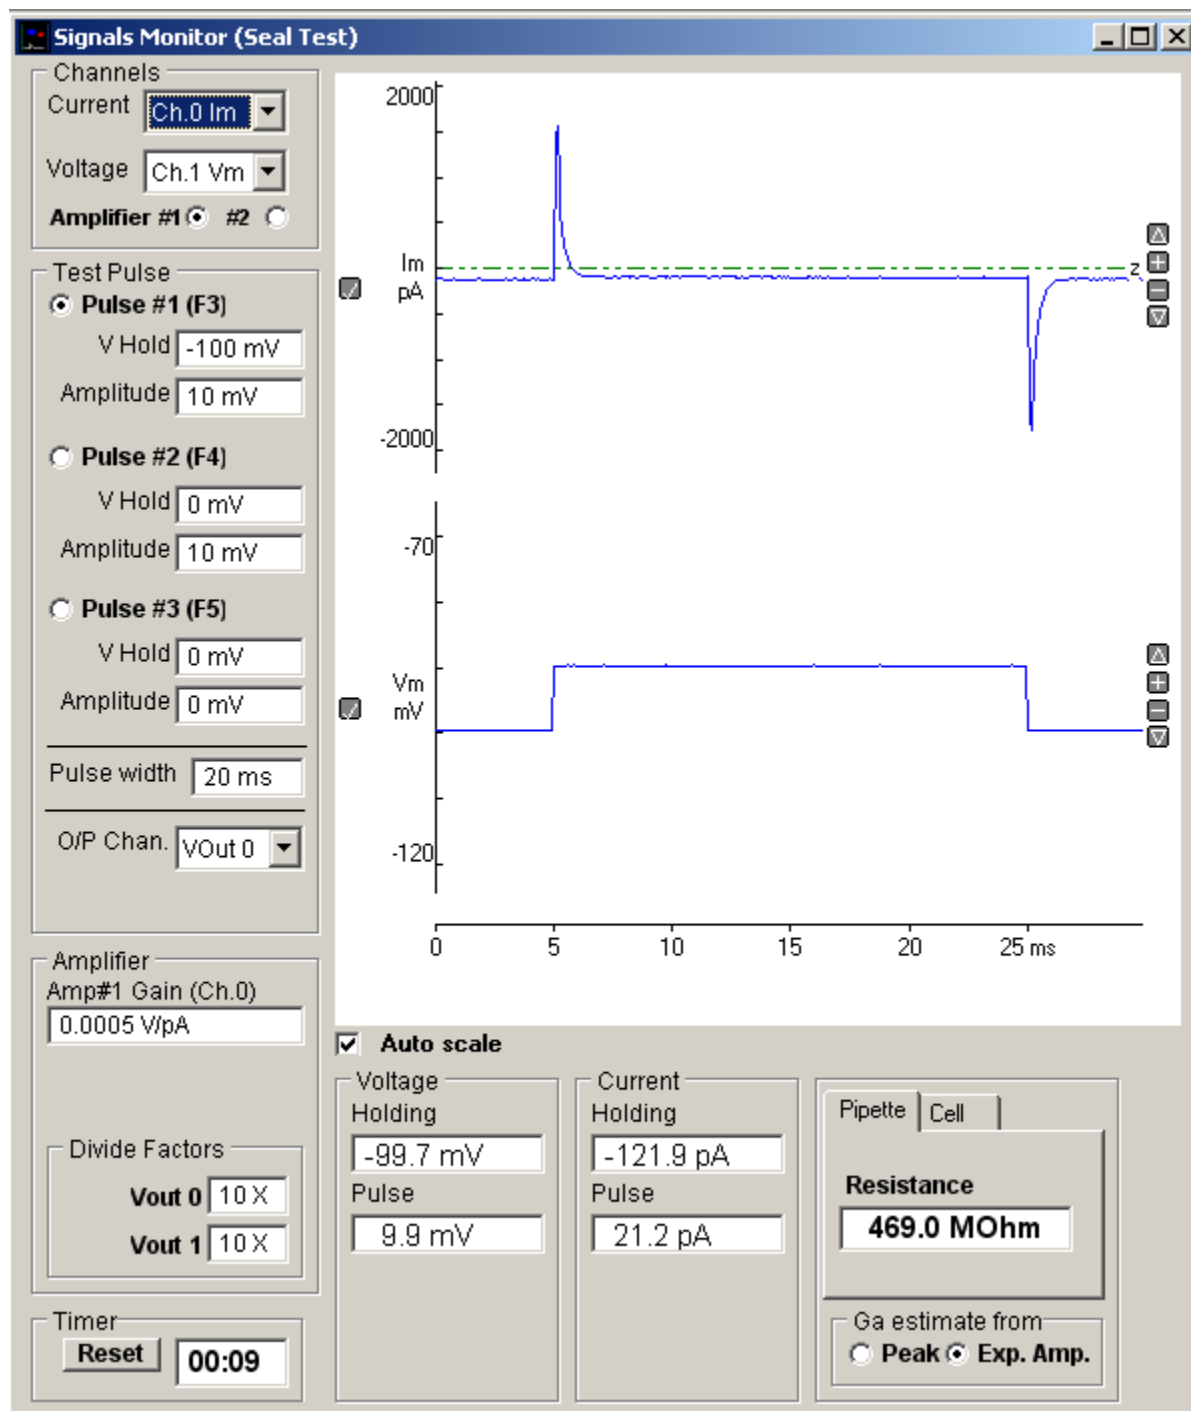 Signals Monitor (Seal Test)
Channels
Current Ch.0 Im
Voltage Ch.1 Vm
Amplifier #1 #2
Test Pulse
Pulse #1 (F3)
V Hold -100 mV
Amplitude 10 mV
Pulse #2 (F4)
V Hold 0 mV
Amplitude 10 mV
Pulse #3 (F5)
V Hold 0 mV
Amplitude 0 mV
Pulse width 20 ms
O/P Chan. VOut 0
Amplifier
Amp#1 Gain (Ch.0)
0.0005 V/pA
Divide Factors
Vout 0 10 X
Vout 1 10 X
Timer
Reset 00:09
2000
Im
pA
z
-2000
-70
Vm
mV
-120
0 5 10 15 20 25 ms
Auto scale
Voltage
Holding
-99.7 mV
Pulse
9.9 mV
Current
Holding
-121.9 pA
Pulse
21.2 pA
Pipette Cell
Resistance
469.0 MOhm
Ga estimate from
Peak Exp. Amp.